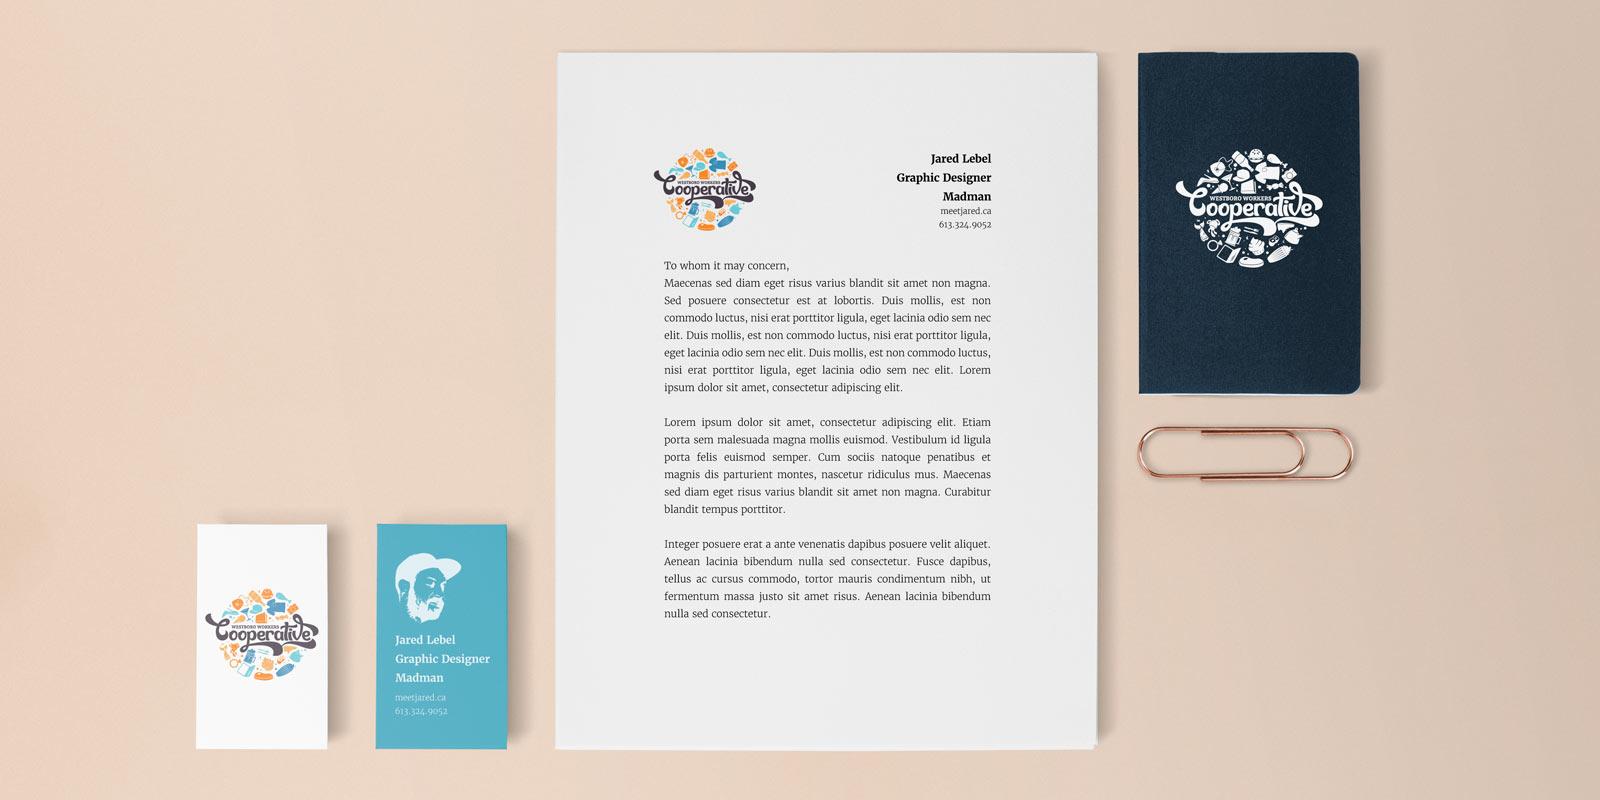 WESTBORO WORKERS
Cooperative
Jared Lebel
Graphic Designer
Madman
meetjared.ca
613.324.9052
To whom it may concern,
Maecenas sed diam eget risus varius blandit sit amet non magna.
Sed posuere consectetur est at lobortis. Duis mollis, est non
commodo luctus, nisi erat porttitor ligula, eget lacinia odio sem nec
elit. Duis mollis, est non commodo luctus, nisi erat porttitor ligula,
eget lacinia odio sem nec elit. Duis mollis, est non commodo luctus,
nisi erat porttitor ligula, eget lacinia odio sem nec elit. Lorem
ipsum dolor sit amet, consectetur adipiscing elit.
Lorem ipsum dolor sit amet, consectetur adipiscing elit. Etiam
porta sem malesuada magna mollis euismod. Vestibulum id ligula
porta felis euismod semper. Cum sociis natoque penatibus et
magnis dis parturient montes, nascetur ridiculus mus. Maecenas
sed diam eget risus varius blandit sit amet non magna. Curabitur
blandit tempus porttitor.
Integer posuere erat a ante venenatis dapibus posuere velit aliquet.
Aenean lacinia bibendum nulla sed consectetur. Fusce dapibus,
tellus ac cursus commodo, tortor mauris condimentum nibh, ut
fermentum massa justo sit amet risus. Aenean lacinia bibendum
nulla sed consectetur.
WESTBORO WORKERS
Cooperative
WESTBORO WORKERS
Cooperative
Jared Lebel
Graphic Designer
Madman
meetjared.ca
613.324.9052